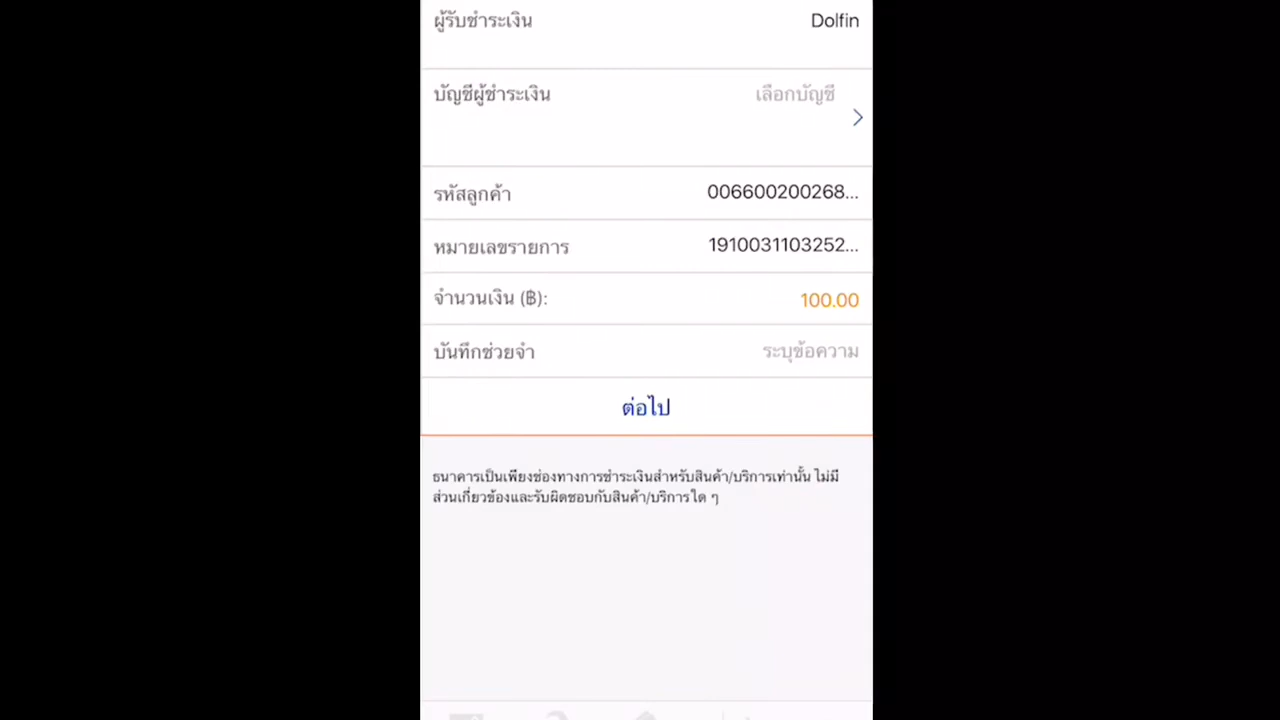 ผู้รับชำระเงิน Dolfin
บัญชีผู้ชำระเงิน เลือกบัญชี
รหัสลูกค้า 006600200268...
หมายเลขรายการ 1910031103252...
จำนวนเงิน (฿): 100.00
บันทึกช่วยจำ ระบุข้อความ
ต่อไป
ธนาคารเป็นเพียงช่องทางการชำระเงินสำหรับสินค้า/บริการเท่านั้น ไม่มี
ส่วนเกี่ยวข้องและรับผิดชอบกับสินค้า/บริการใด ๆ